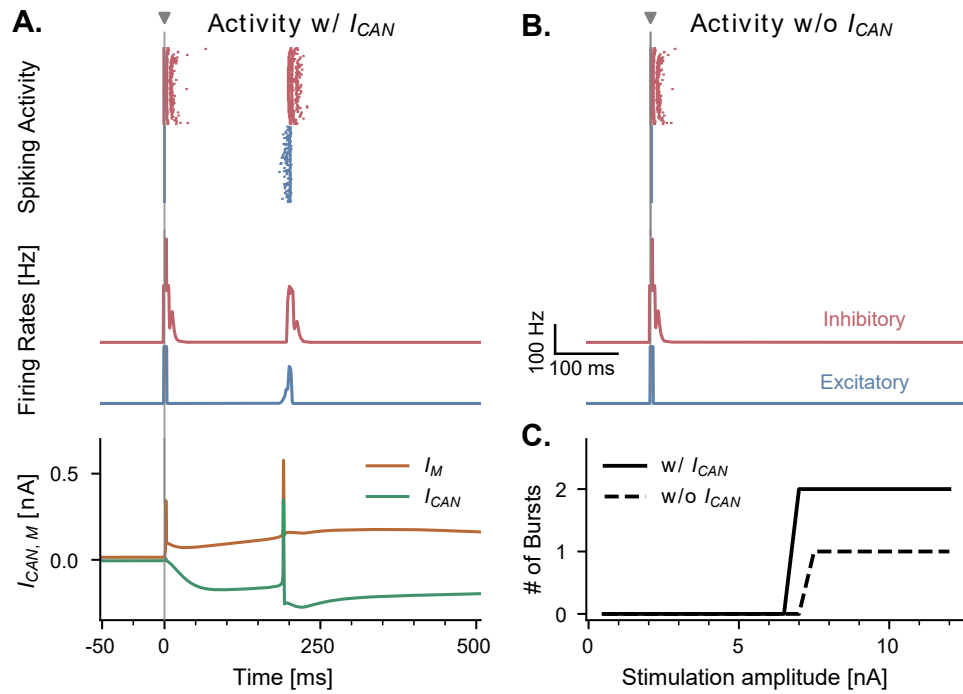 A.
Activity w/ I_CAN
Spiking Activity
Firing Rates [Hz]
I_CAN, M [nA]
0.5
0.0
I_M
I_CAN
-50 0 250 500
Time [ms]
B.
Activity w/o I_CAN
100 Hz
100 ms
Inhibitory
Excitatory
C.
# of Bursts
2
1
0
w/ I_CAN
w/o I_CAN
0 5 10
Stimulation amplitude [nA]